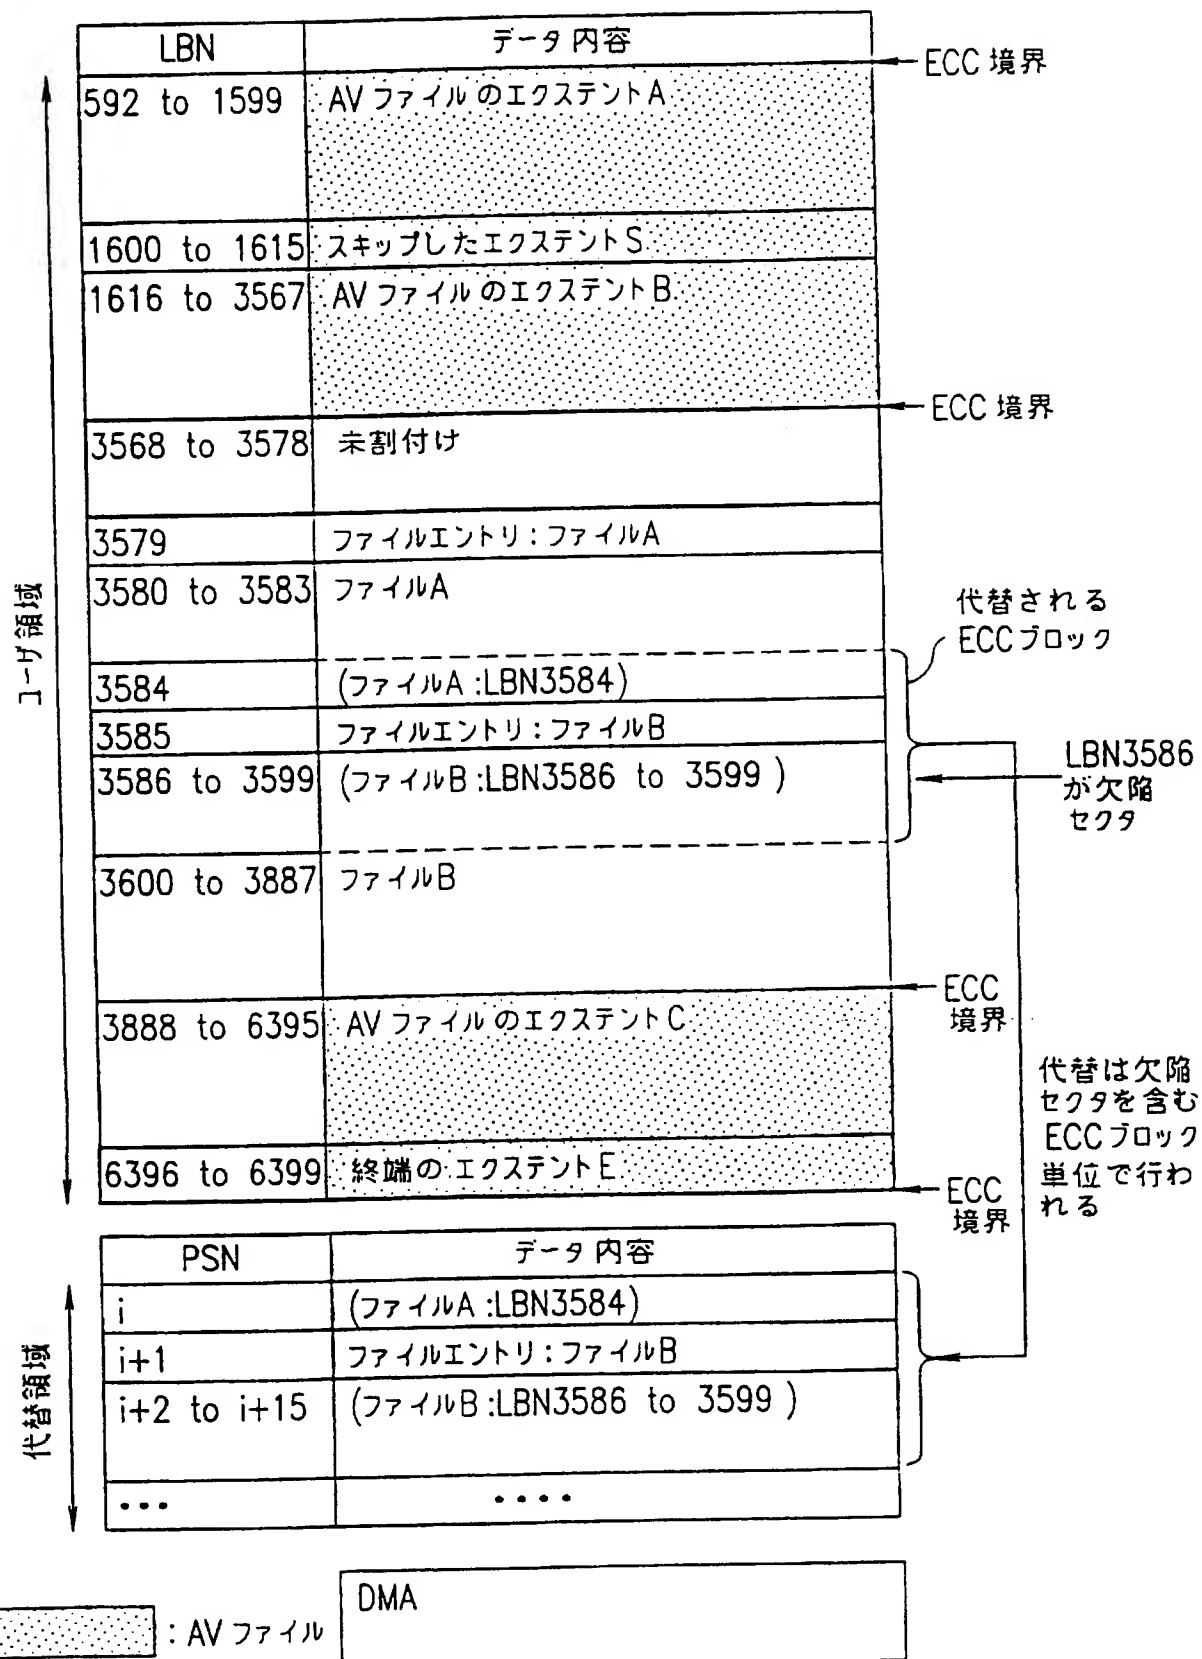 LBN データ内容
ECC 境界
592 to 1599 AVファイルのエクステントA
1600 to 1615 スキップしたエクステントS
1616 to 3567 AVファイルのエクステントB
ECC 境界
3568 to 3578 未割付け
3579 ファイルエントリ:ファイルA
3580 to 3583 ファイルA
ユーザ領域
代替される
ECCブロック
3584 (ファイルA:LBN3584)
3585 ファイルエントリ:ファイルB
3586 to 3599 (ファイルB:LBN3586 to 3599 )
LBN3586
が欠陥
セクタ
3600 to 3887 ファイルB
ECC
境界
3888 to 6395 AVファイルのエクステントC
代替は欠陥
セクタを含む
ECCブロック
単位で行わ
れる
6396 to 6399 終端のエクステントE
ECC
境界
PSN データ内容
i (ファイルA:LBN3584)
i+1 ファイルエントリ:ファイルB
i+2 to i+15 (ファイルB:LBN3586 to 3599 )
代替領域
••• ••••
: AVファイル
DMA